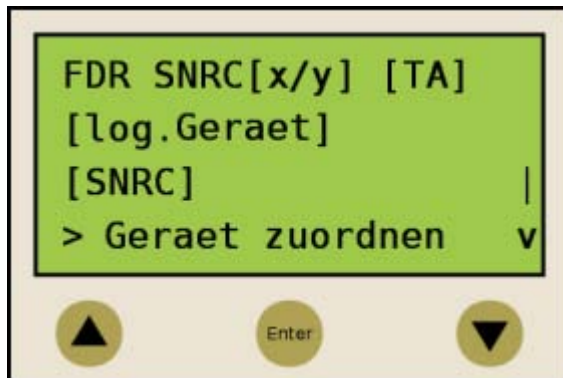 FDR SNRC[x/y] [TA]
[log.Geraet]
[SNRC] |
> Geraet zuordnen v
Enter